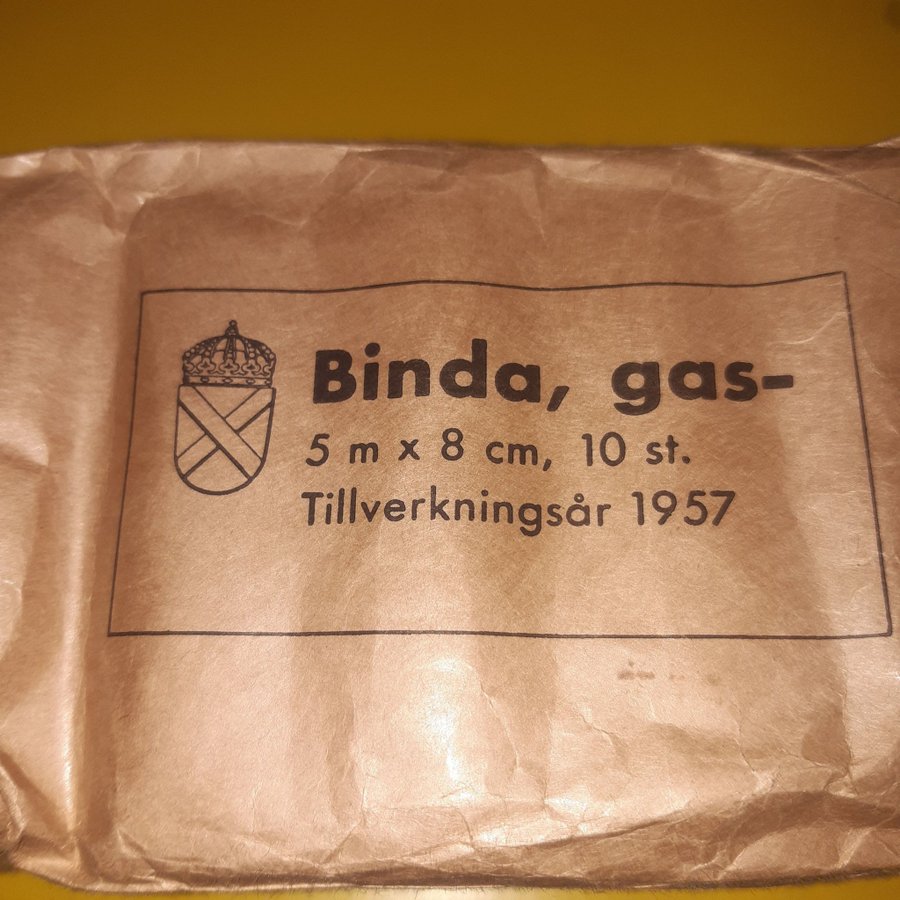 Binda, gas-
5 m x 8 cm, 10 st.
Tillverkningsår 1957